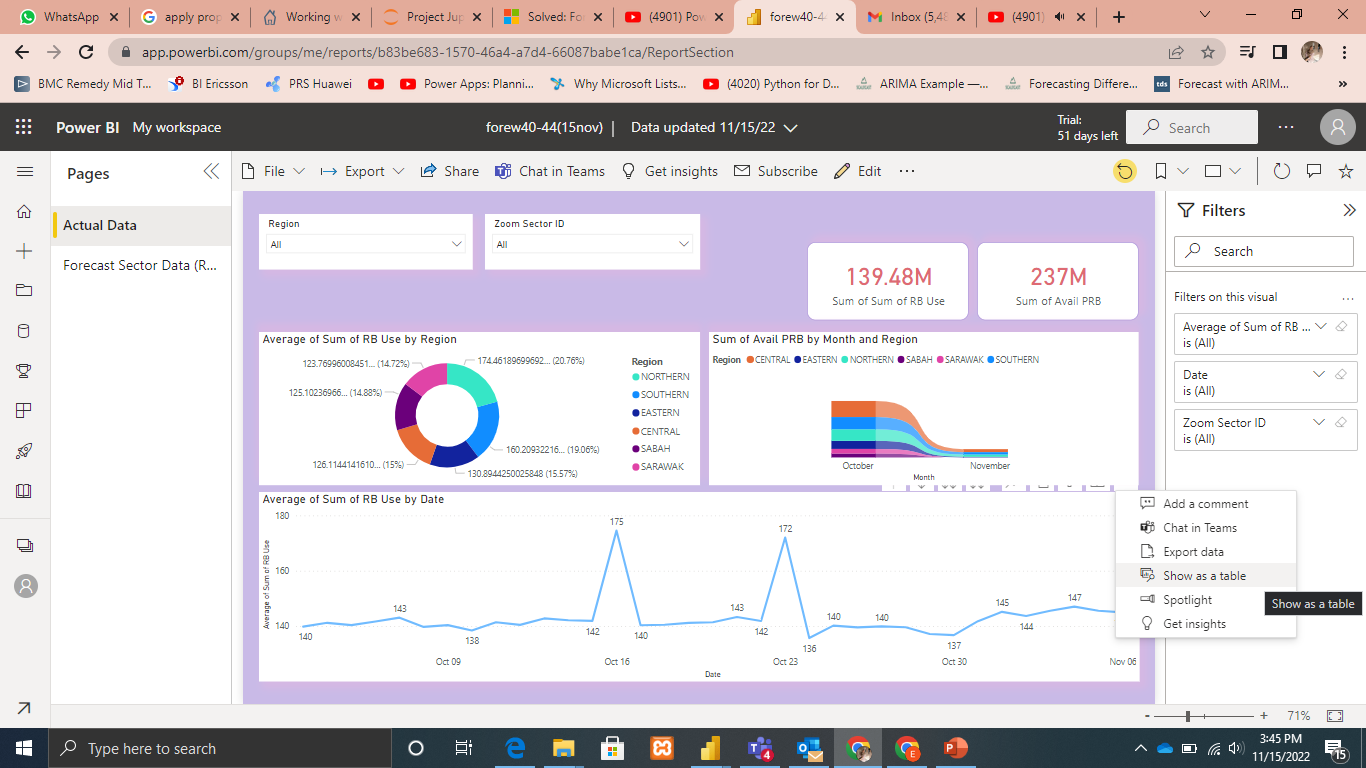 WhatsApp
apply prop
Working w
Project Jup
Solved: Fo
(4901) Pow
forew40-44
Inbox (5,48
(4901)
app.powerbi.com/groups/me/reports/b83be683-1570-46a4-a7d4-66087babe1ca/ReportSection
BMC Remedy Mid T...
BI Ericsson
PRS Huawei
Power Apps: Planni...
Why Microsoft Lists...
(4020) Python for D...
ARIMA Example —...
Forecasting Differe...
tds
Forecast with ARIM...
Power BI My workspace
forew40-44(15nov) | Data updated 11/15/22
Trial:
51 days left
Search
Pages
File
Export
Share
Chat in Teams
Get insights
Subscribe
Edit
Actual Data
Forecast Sector Data (R...
Region
All
Zoom Sector ID
All
139.48M
Sum of Sum of RB Use
237M
Sum of Avail PRB
Average of Sum of RB Use by Region
123.76996008451... (14.72%)
174.46189699692... (20.76%)
125.10236966... (14.88%)
160.20932216... (19.06%)
126.1144141610... (15%)
130.8944250025848 (15.57%)
Region
NORTHERN
SOUTHERN
EASTERN
CENTRAL
SABAH
SARAWAK
Sum of Avail PRB by Month and Region
Region CENTRAL EASTERN NORTHERN SABAH SARAWAK SOUTHERN
October
November
Month
Average of Sum of RB Use by Date
Average of Sum of RB Use
180
160
140
140
143
138
175
142
140
143
142
172
136
140
140
137
145
144
147
Oct 09
Oct 16
Oct 23
Oct 30
Nov 06
Date
Filters
Search
Filters on this visual
Average of Sum of RB ...
is (All)
Date
is (All)
Zoom Sector ID
is (All)
Add a comment
Chat in Teams
Export data
Show as a table
Spotlight
Get insights
Show as a table
71%
Type here to search
4
E
3:45 PM
11/15/2022
15